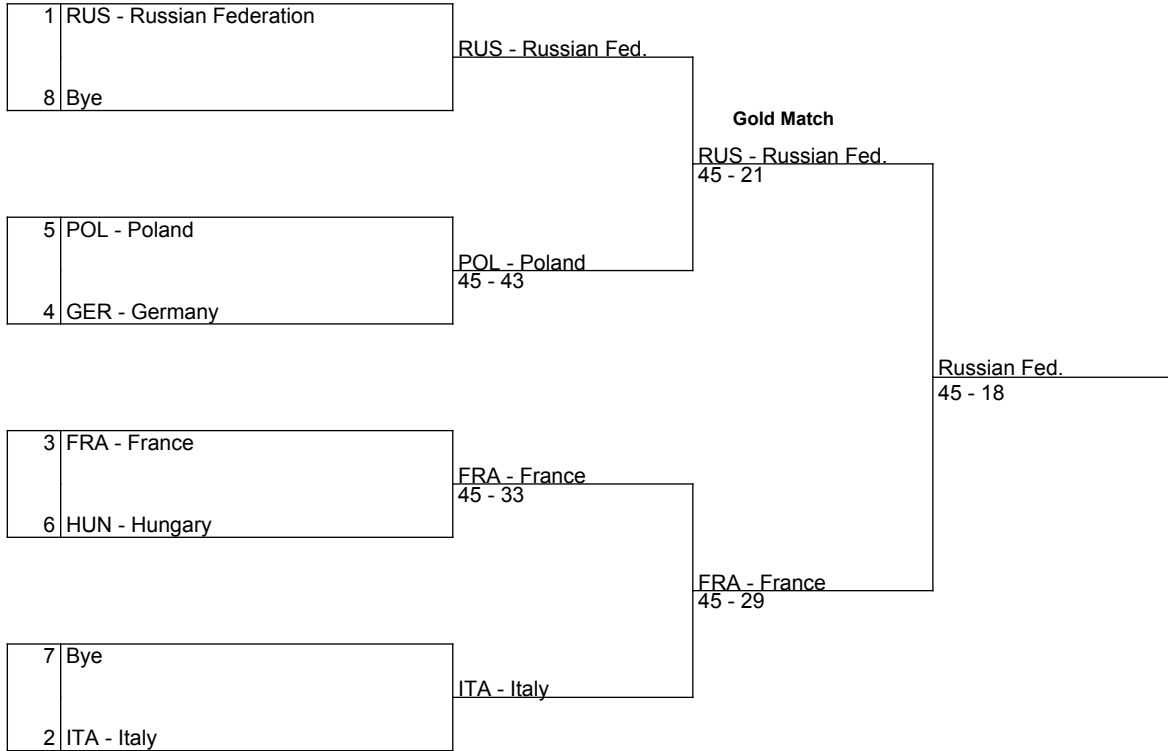 1 RUS - Russian Federation
RUS - Russian Fed.
8 Bye
Gold Match
RUS - Russian Fed.
45 - 21
5 POL - Poland
POL - Poland
45 - 43
4 GER - Germany
Russian Fed.
45 - 18
3 FRA - France
FRA - France
45 - 33
6 HUN - Hungary
FRA - France
45 - 29
7 Bye
ITA - Italy
2 ITA - Italy